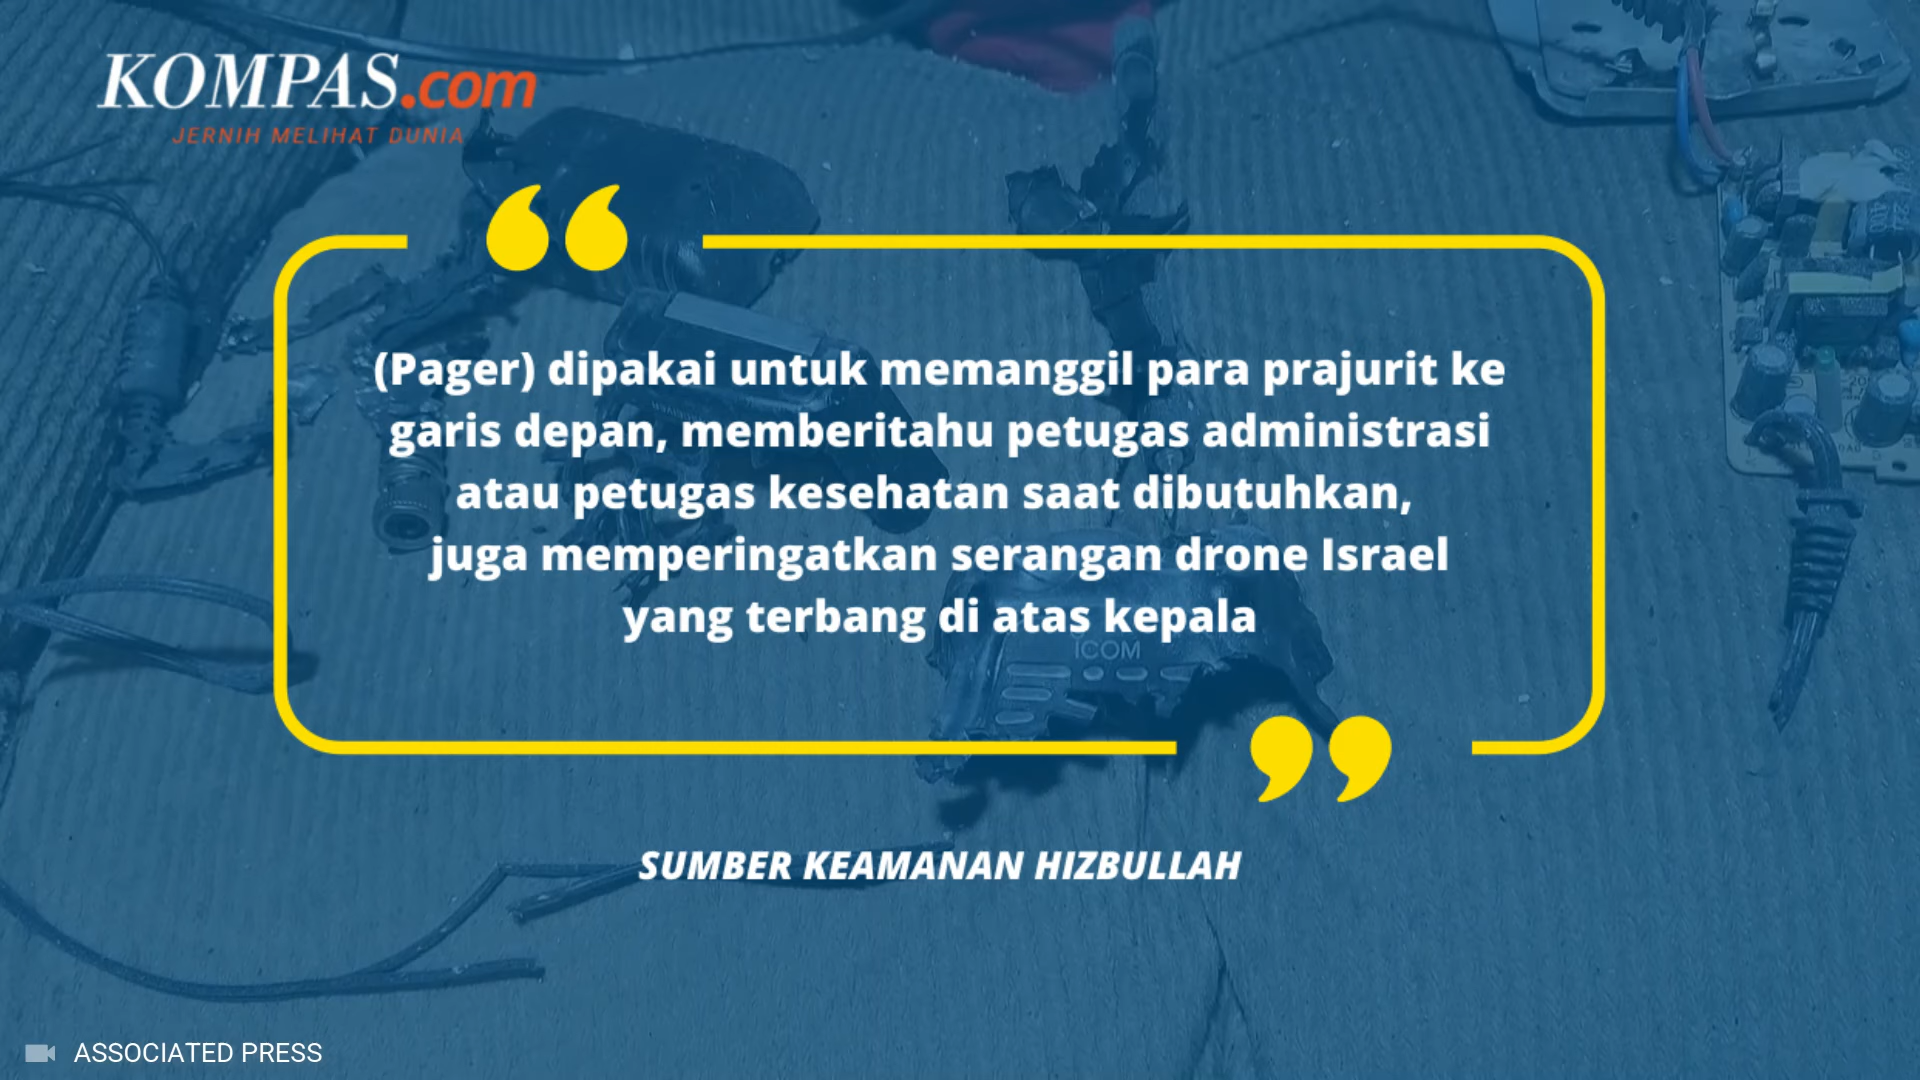 KOMPAS.com
JERNIH MELIHAT DUNIA
(Pager) dipakai untuk memanggil para prajurit ke
garis depan, memberitahu petugas administrasi
atau petugas kesehatan saat dibutuhkan,
juga memperingatkan serangan drone Israel
yang terbang di atas kepala
ICOM
SUMBER KEAMANAN HIZBULLAH
ASSOCIATED PRESS